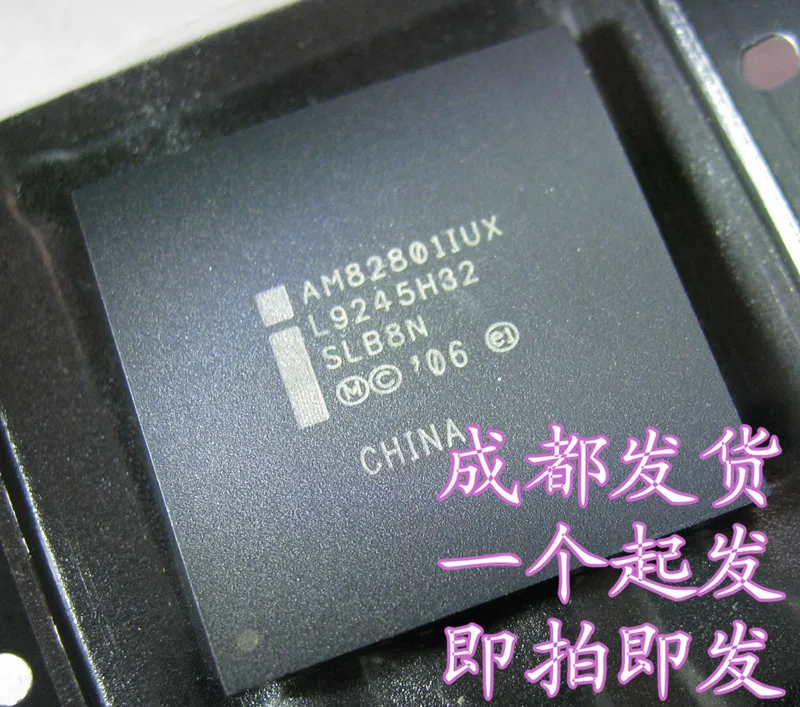 AM82801IUX
L9245H32
SLB8N
Ⓜ © '06 e1
CHINA
成都发货
一个起发
即拍即发